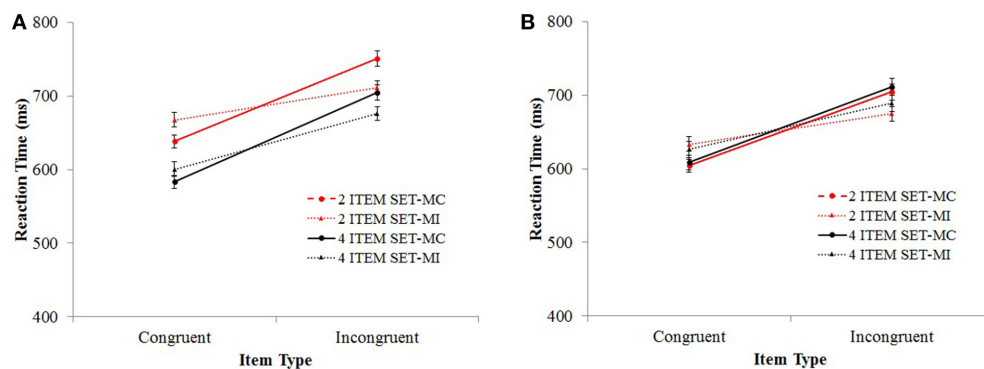 A
800
700
600
500
400
Reaction Time (ms)
2 ITEM SET-MC
2 ITEM SET-MI
4 ITEM SET-MC
4 ITEM SET-MI
Congruent
Incongruent
Item Type
B
800
700
600
500
400
Reaction Time (ms)
2 ITEM SET-MC
2 ITEM SET-MI
4 ITEM SET-MC
4 ITEM SET-MI
Congruent
Incongruent
Item Type